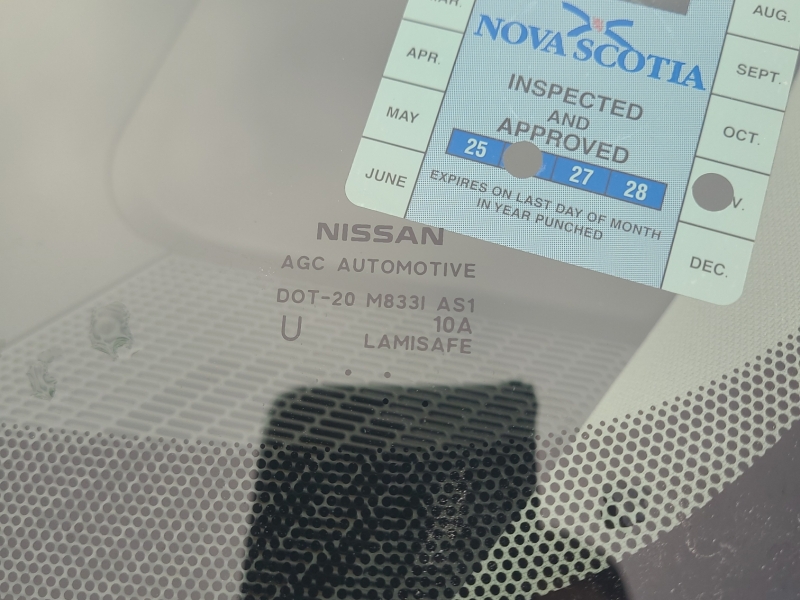 AUG.
APR.
NOVA SCOTIA
SEPT.
MAY
INSPECTED
AND
APPROVED
OCT.
25 27 28
JUNE
EXPIRES ON LAST DAY OF MONTH
IN YEAR PUNCHED
V.
DEC.
NISSAN
AGC AUTOMOTIVE
DOT-20 M833I AS1
U 10A
LAMISAFE